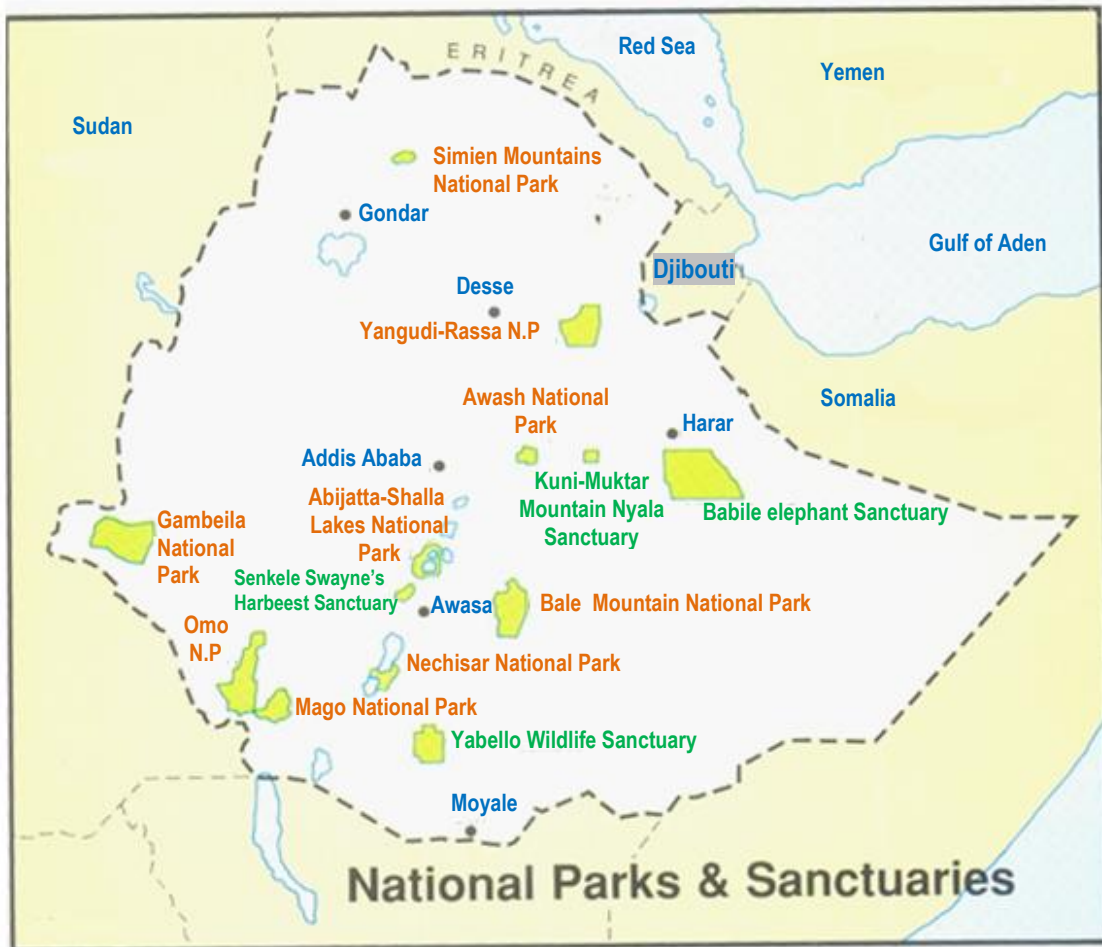 ERITREA
Red Sea
Yemen
Sudan
Simien Mountains
National Park
Gondar
Gulf of Aden
Djibouti
Desse
Yangudi-Rassa N.P
Awash National
Park
Somalia
Harar
Addis Ababa
Kuni-Muktar
Mountain Nyala
Sanctuary
Babile elephant Sanctuary
Abijatta-Shalla
Lakes National
Park
Gambeila
National
Park
Senkele Swayne's
Harbeest Sanctuary
Awasa
Bale Mountain National Park
Omo
N.P
Nechisar National Park
Mago National Park
Yabello Wildlife Sanctuary
Moyale
National Parks & Sanctuaries